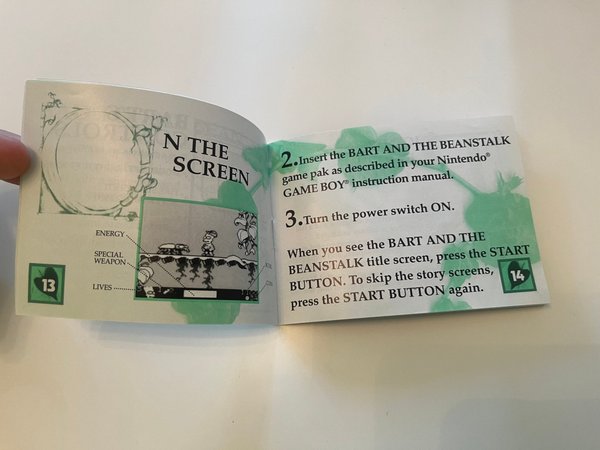 N THE
SCREEN
ENERGY
SPECIAL
WEAPON
LIVES
13
2. Insert the BART AND THE BEANSTALK
game pak as described in your Nintendo®
GAME BOY® instruction manual.
3. Turn the power switch ON.
When you see the BART AND THE
BEANSTALK title screen, press the START
BUTTON. To skip the story screens,
press the START BUTTON again.
14